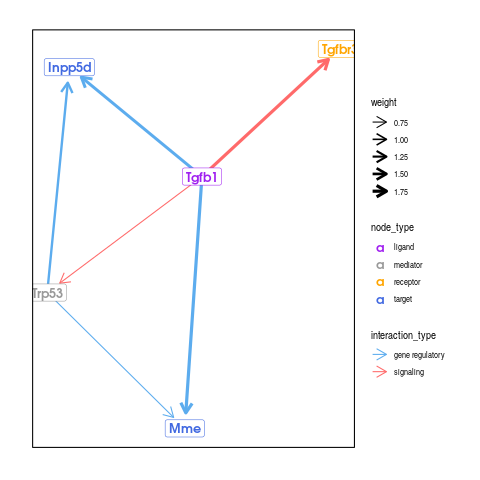 Tgfbr3
Inpp5d
Tgfb1
Trp53
Mme
weight
0.75
1.00
1.25
1.50
1.75
node_type
a ligand
a mediator
a receptor
a target
interaction_type
gene regulatory
signaling